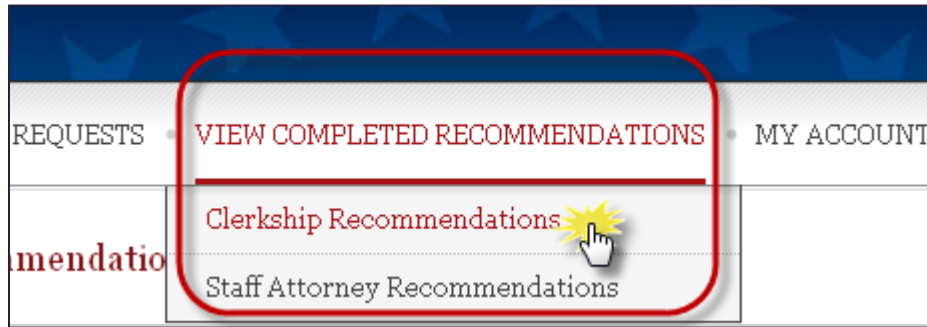 REQUESTS • VIEW COMPLETED RECOMMENDATIONS • MY ACCOUNT
Clerkship Recommendations
Staff Attorney Recommendations